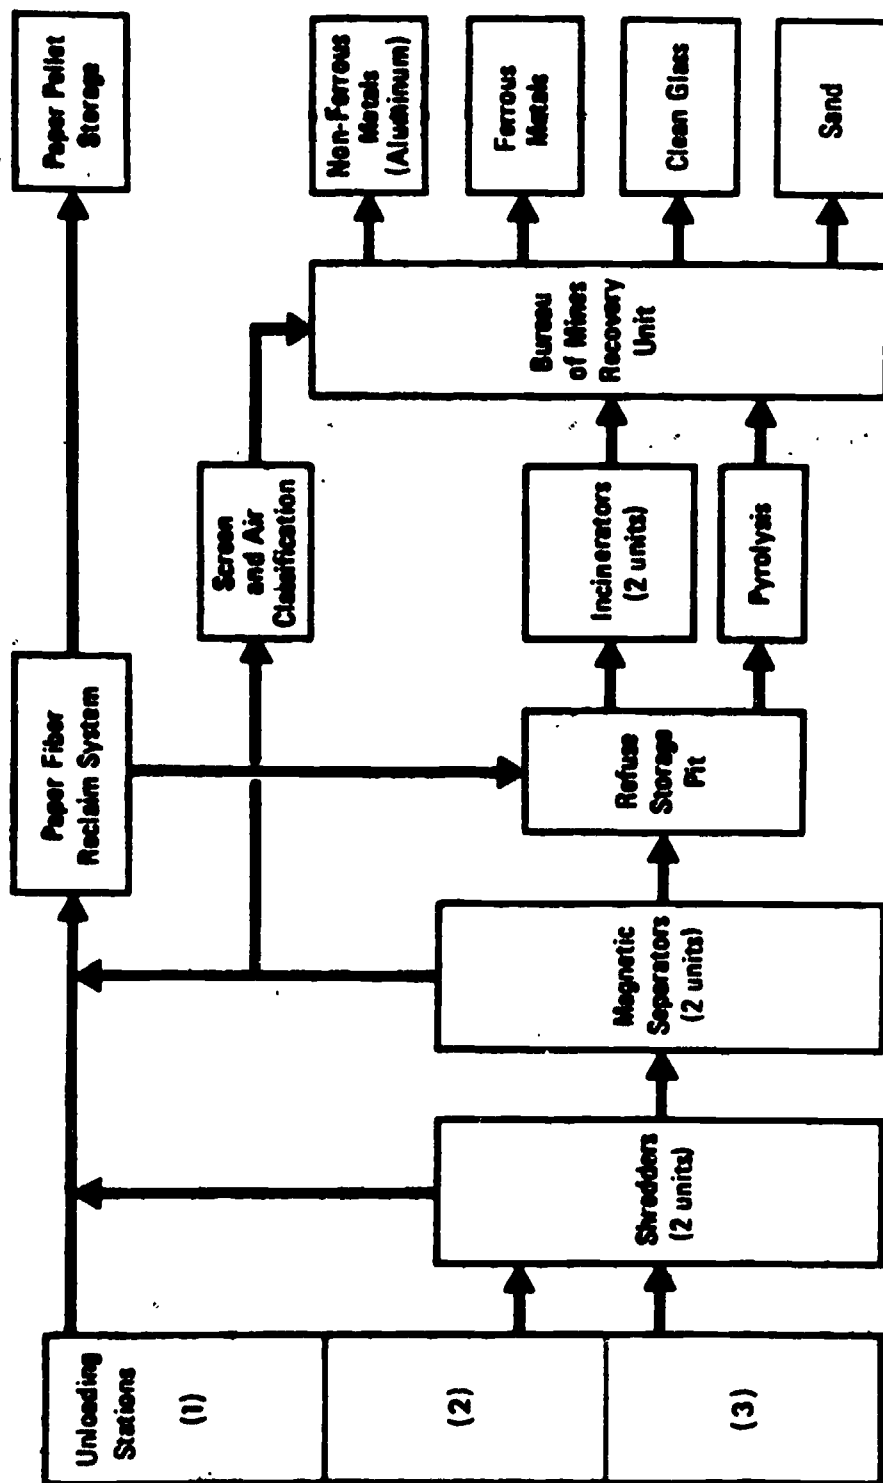 Unloading
Stations
(1)
(2)
(3)
Shredders
(2 units)
Magnetic
Seperators
(2 units)
Paper Fiber
Reclaim System
Refuse
Storage
Pit
Screen
and Air
Classification
Incinerators
(2 units)
Pyrolysis
Bureau
of Mines
Recovery
Unit
Paper Pellet
Storage
Non-Ferrous
Metals
(Aluminum)
Ferrous
Metals
Clean Glass
Sand